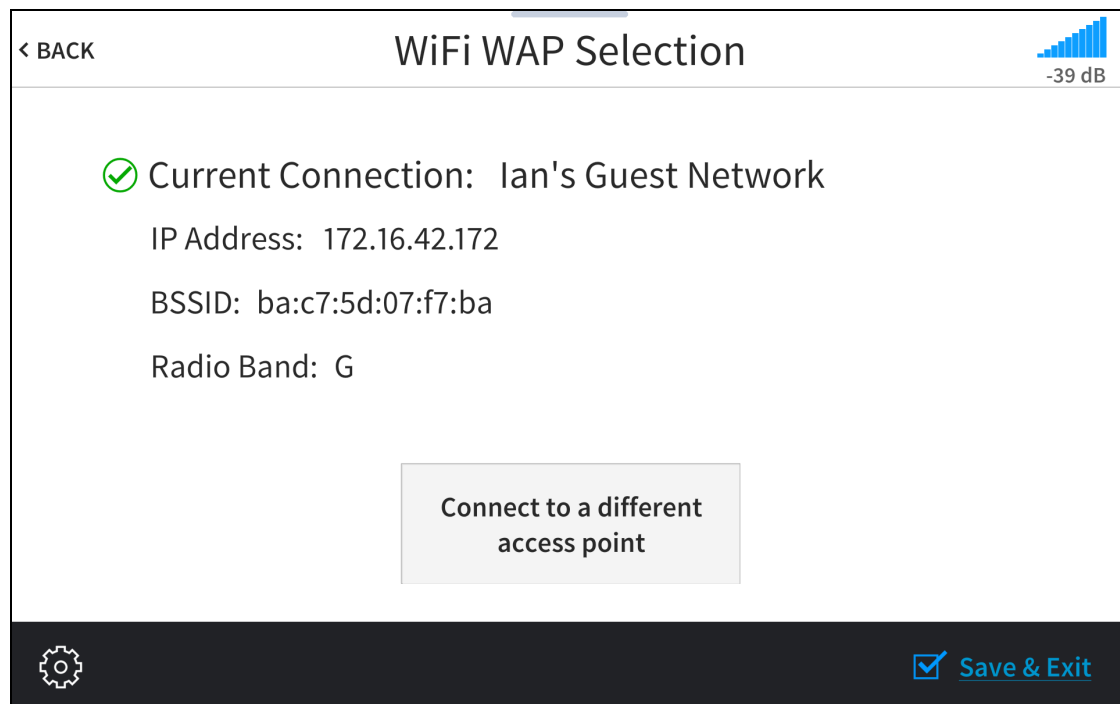 < BACK
WiFi WAP Selection
-39 dB
Current Connection: Ian's Guest Network
IP Address: 172.16.42.172
BSSID: ba:c7:5d:07:f7:ba
Radio Band: G
Connect to a different
access point
Save & Exit